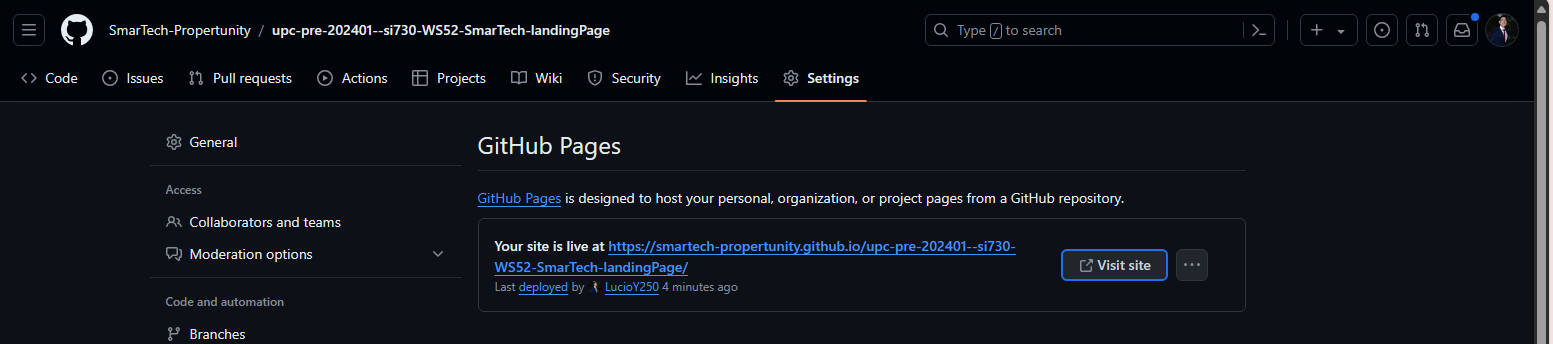 SmarTech-Propertunity / upc-pre-202401--si730-WS52-SmarTech-landingPage
Type / to search
Code Issues Pull requests Actions Projects Wiki Security Insights Settings
General
Access
Collaborators and teams
Moderation options
Code and automation
Branches
GitHub Pages
GitHub Pages is designed to host your personal, organization, or project pages from a GitHub repository.
Your site is live at https://smartech-propertunity.github.io/upc-pre-202401--si730-
WS52-SmarTech-landingPage/
Last deployed by LucioY250 4 minutes ago
Visit site